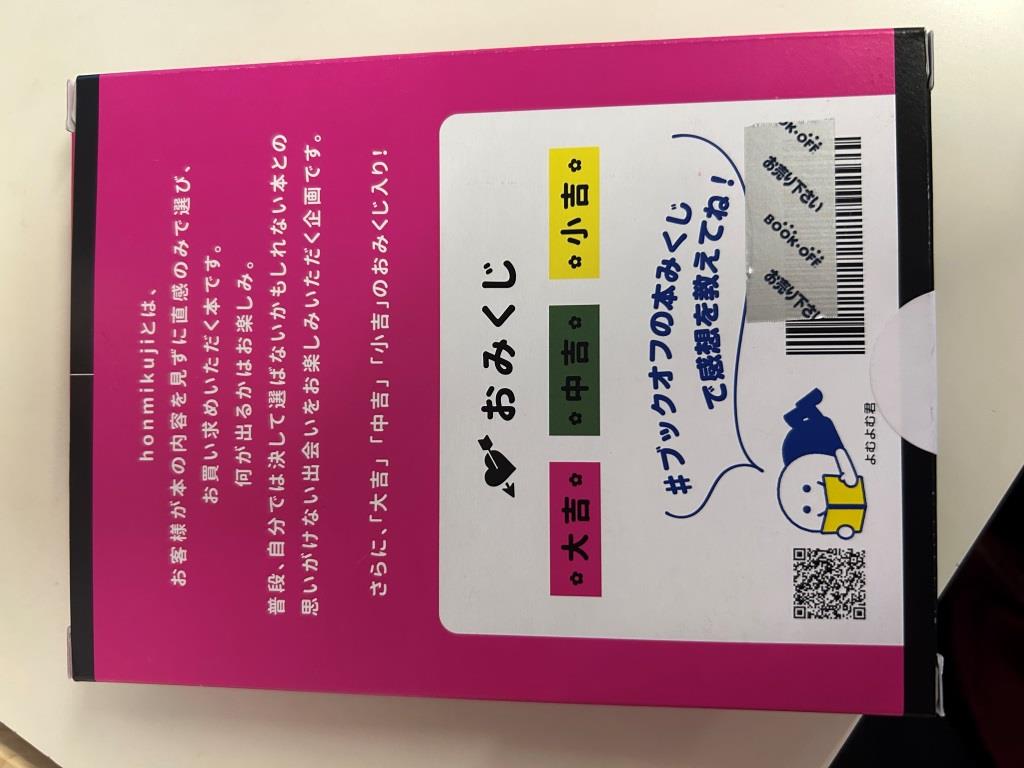 honmikujiとは、
お客様が本の内容を見ずに直感のみで選び、
お買い求めいただく本です。
何が出るかはお楽しみ。
普段、自分では決して選ばないかもしれない本との
思いがけない出会いをお楽しみいただく企画です。
さらに、「大吉」「中吉」「小吉」のおみくじ入り！
おみくじ
大吉
中吉
小吉
#ブックオフの本みくじ
で感想を教えてね！
よむよむ君
OK・OFF
お売り下さい
BOOK・OFF
お売り下さい